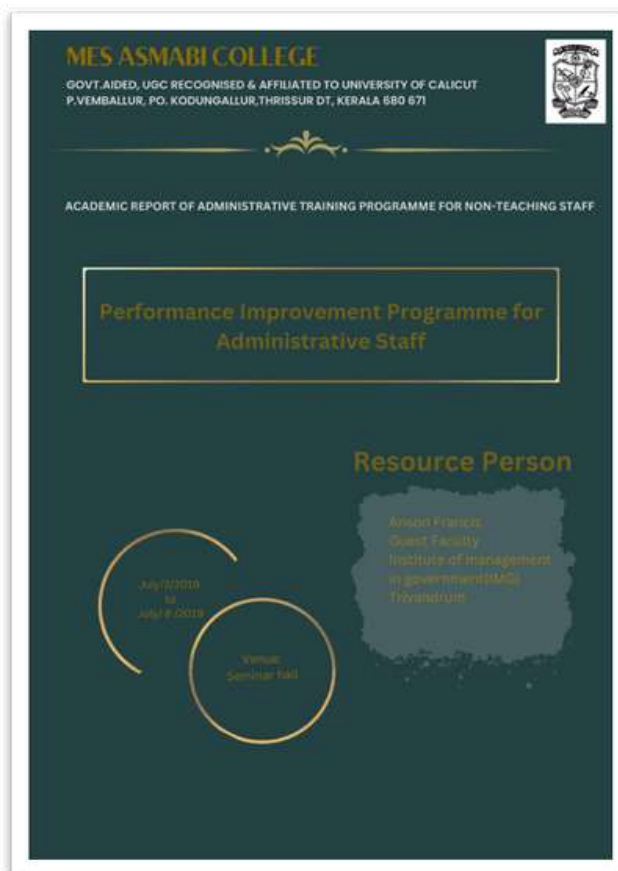 MES ASMABI COLLEGE
GOVT.AIDED, UGC RECOGNISED & AFFILIATED TO UNIVERSITY OF CALICUT
P.VEMBALLUR, PO. KODUNGALLUR,THRISSUR DT, KERALA 680 671
ACADEMIC REPORT OF ADMINISTRATIVE TRAINING PROGRAMME FOR NON-TEACHING STAFF
Performance Improvement Programme for
Administrative Staff
Resource Person
Anson Francis
Guest Faculty
Institute of management
in government(IMG)
Trivandrum
to
Venue:
Seminar hall